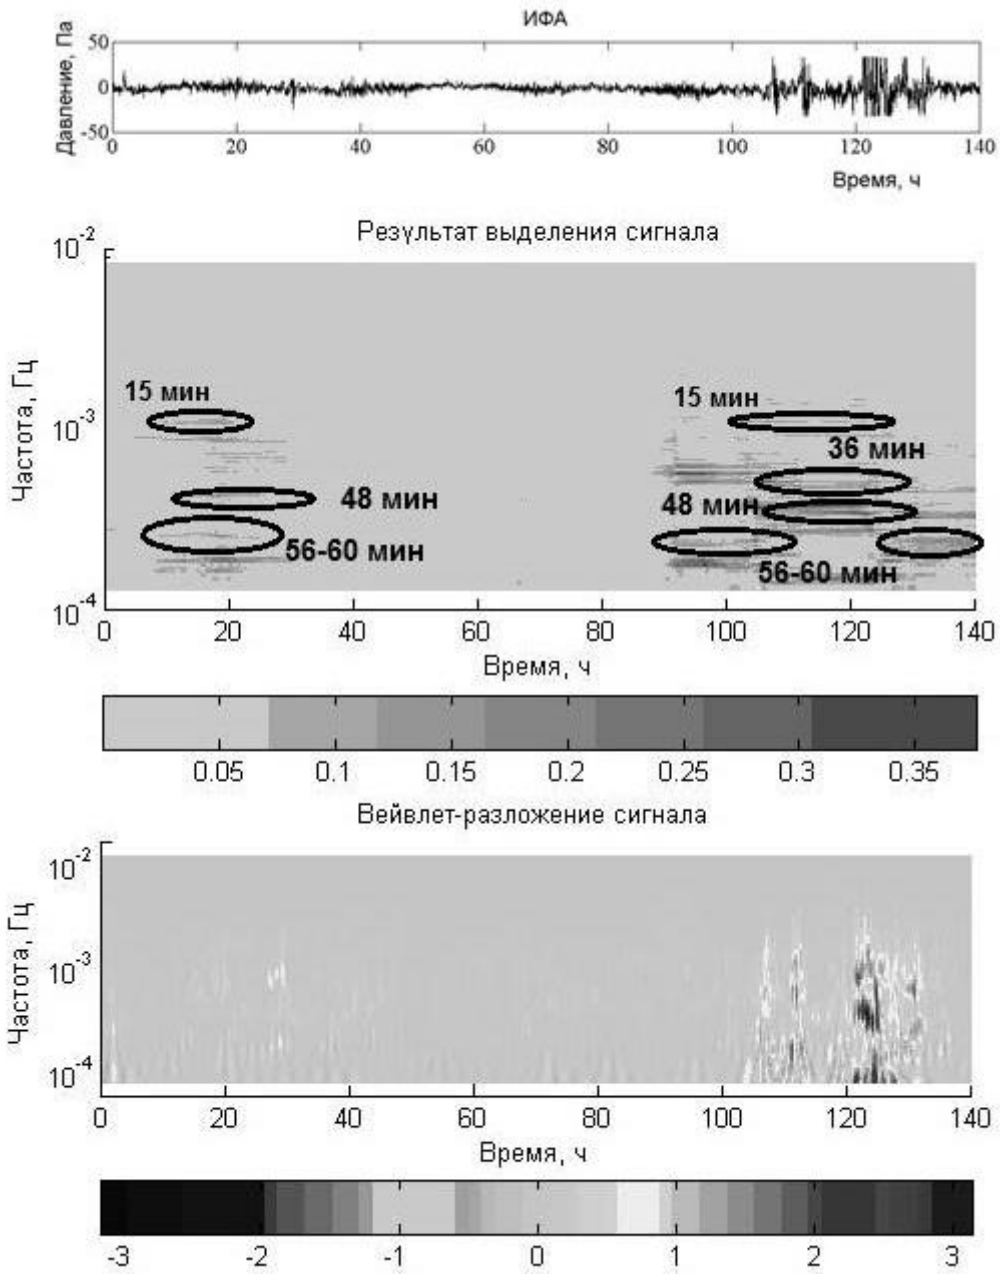 ИФА
Давление, Па
50
0
-50
0 20 40 60 80 100 120 140
Время, ч
Результат выделения сигнала
Частота, Гц
10-2
10-3
10-4
15 мин
48 мин
56-60 мин
15 мин
36 мин
48 мин
56-60 мин
0 20 40 60 80 100 120 140
Время, ч
0.05 0.1 0.15 0.2 0.25 0.3 0.35
Вейвлет-разложение сигнала
Частота, Гц
10-2
10-3
10-4
0 20 40 60 80 100 120 140
Время, ч
-3 -2 -1 0 1 2 3